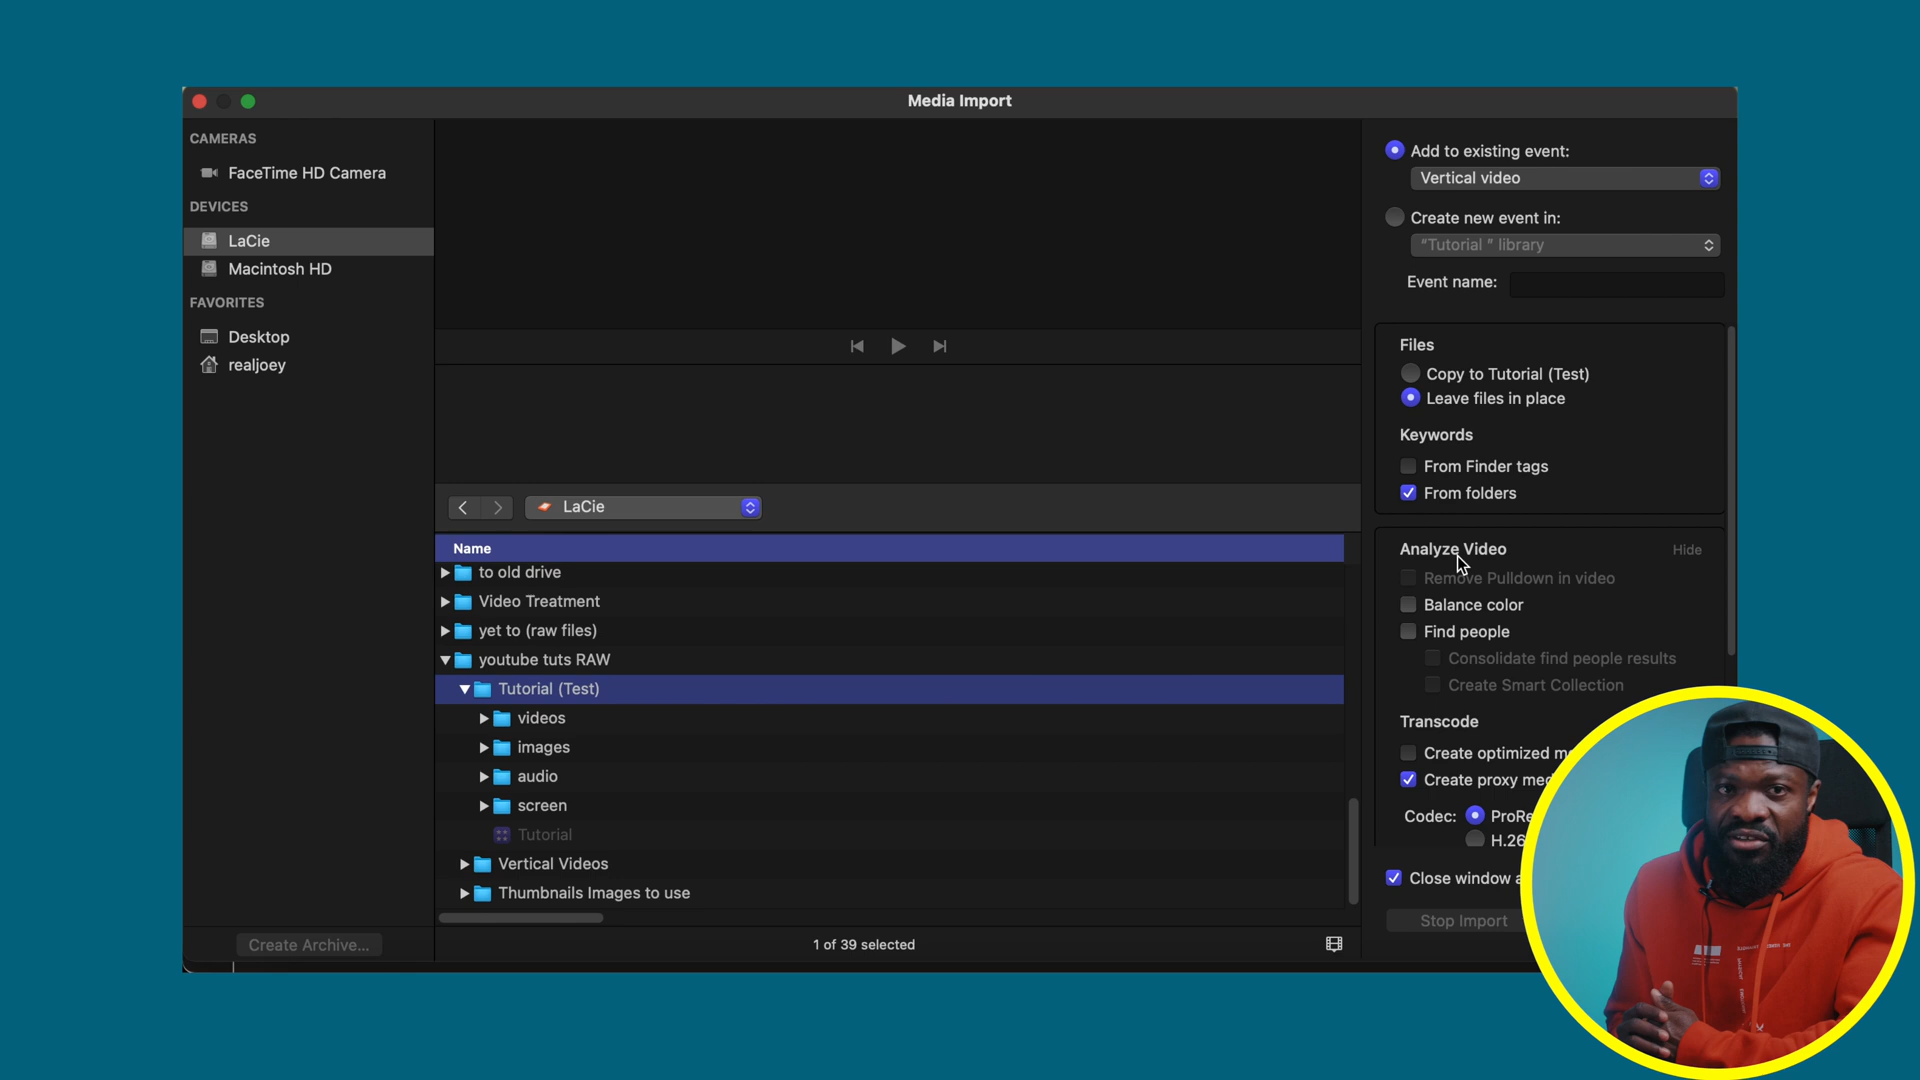 Media Import
CAMERAS
FaceTime HD Camera
DEVICES
LaCie
Macintosh HD
FAVORITES
Desktop
realjoey
Create Archive...
LaCie
Name
to old drive
Video Treatment
yet to (raw files)
youtube tuts RAW
Tutorial (Test)
videos
images
audio
screen
Tutorial
Vertical Videos
Thumbnails Images to use
1 of 39 selected
Add to existing event:
Vertical video
Create new event in:
“Tutorial ” library
Event name:
Files
Copy to Tutorial (Test)
Leave files in place
Keywords
From Finder tags
From folders
Analyze Video Hide
Remove Pulldown in video
Balance color
Find people
Consolidate find people results
Create Smart Collection
Transcode
Create optimized
Create proxy
Codec:
Close window
Stop Import